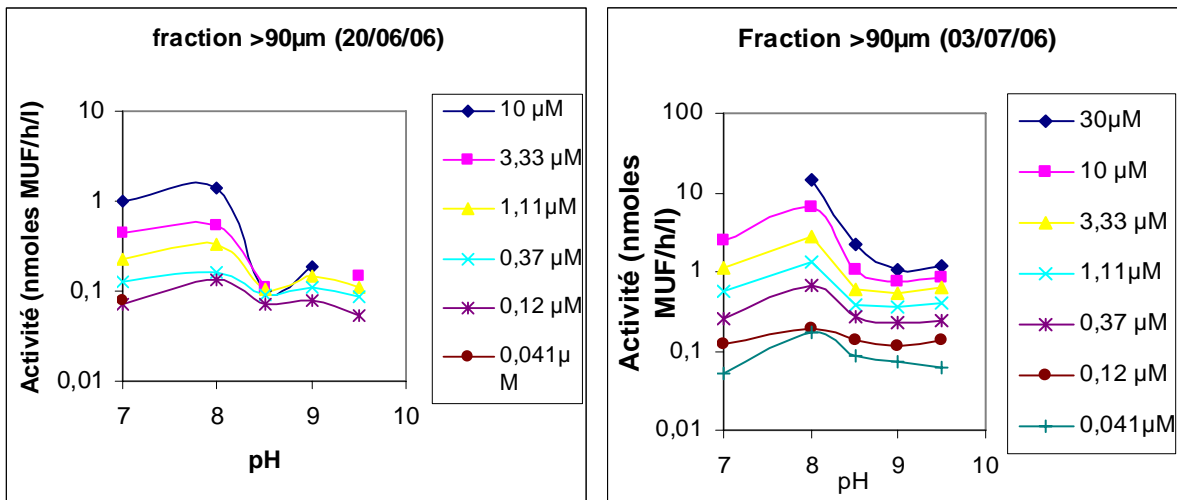 fraction >90µm (20/06/06)
Activité (nmoles MUF/h/l)
10
1
0,1
0,01
7
8
9
10
pH
10 µM
3,33 µM
1,11µM
0,37 µM
0,12 µM
0,041µ
M
Fraction >90µm (03/07/06)
Activité (nmoles
MUF/h/l)
100
10
1
0,1
0,01
7
8
9
10
pH
30µM
10 µM
3,33 µM
1,11µM
0,37 µM
0,12 µM
0,041µM